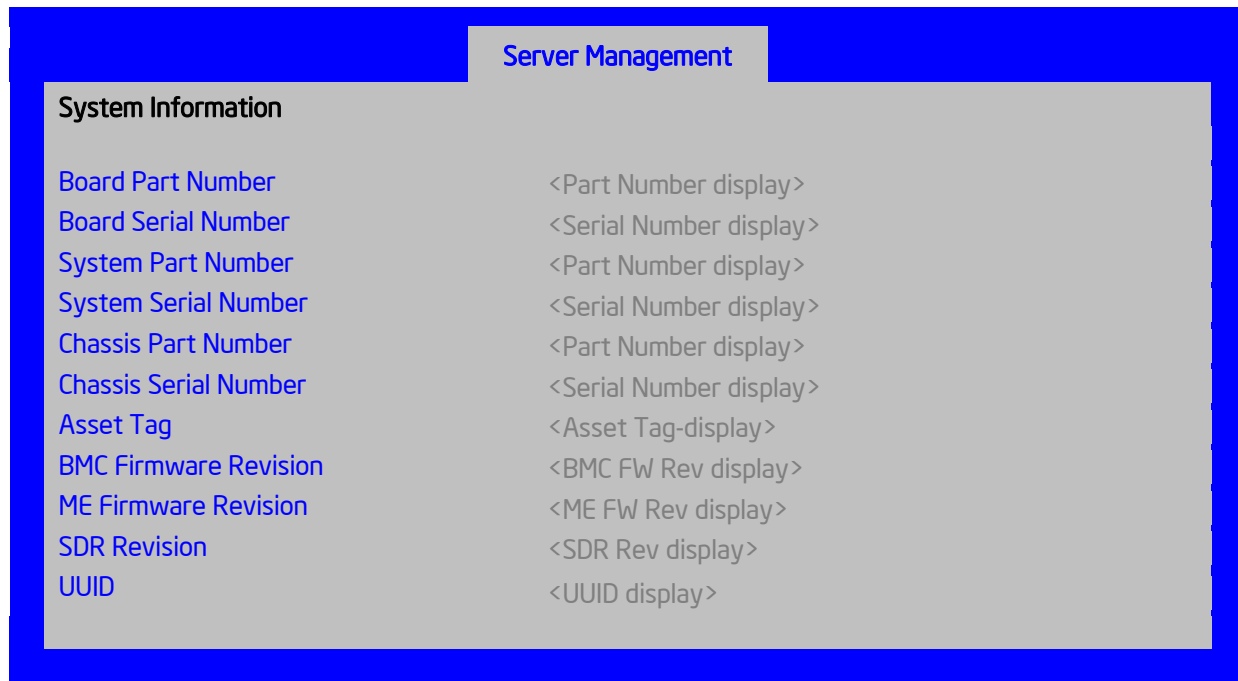 Server Management
System Information
Board Part Number <Part Number display>
Board Serial Number <Serial Number display>
System Part Number <Part Number display>
System Serial Number <Serial Number display>
Chassis Part Number <Part Number display>
Chassis Serial Number <Serial Number display>
Asset Tag <Asset Tag-display>
BMC Firmware Revision <BMC FW Rev display>
ME Firmware Revision <ME FW Rev display>
SDR Revision <SDR Rev display>
UUID <UUID display>